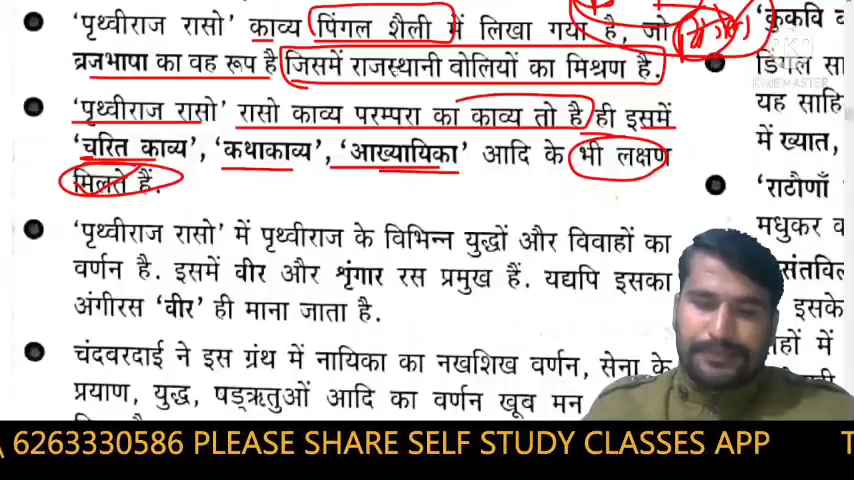 'पृथ्वीराज रासो' काव्य पिंगल शैली में लिखा गया है, जो
व्रजभाषा का वह रूप है जिसमें राजस्थानी वोलियों का मिश्रण है.
'पृथ्वीराज रासो' रासो काव्य परम्परा का काव्य तो है ही इसमें
'चरित काव्य', 'कथाकाव्य', 'आख्यायिका' आदि के भी लक्षण
मिलते हैं.
'पृथ्वीराज रासो' में पृथ्वीराज के विभिन्न युद्धों और विवाहों का
वर्णन है. इसमें वीर और शृंगार रस प्रमुख हैं. यद्यपि इसका
अंगीरस 'वीर' ही माना जाता है.
चंदवरदाई ने इस ग्रंथ में नायिका का नखशिख वर्णन, सेना के
प्रयाण, युद्ध, षड्ऋतुओं आदि का वर्णन खूब मन
'कुकवि
डिंगल सा
यह साहि
में ख्यात,
'राठौणाँ
मधुकर
संतवि
इसके
हों में
KINEMASTER
6263330586 PLEASE SHARE SELF STUDY CLASSES APP